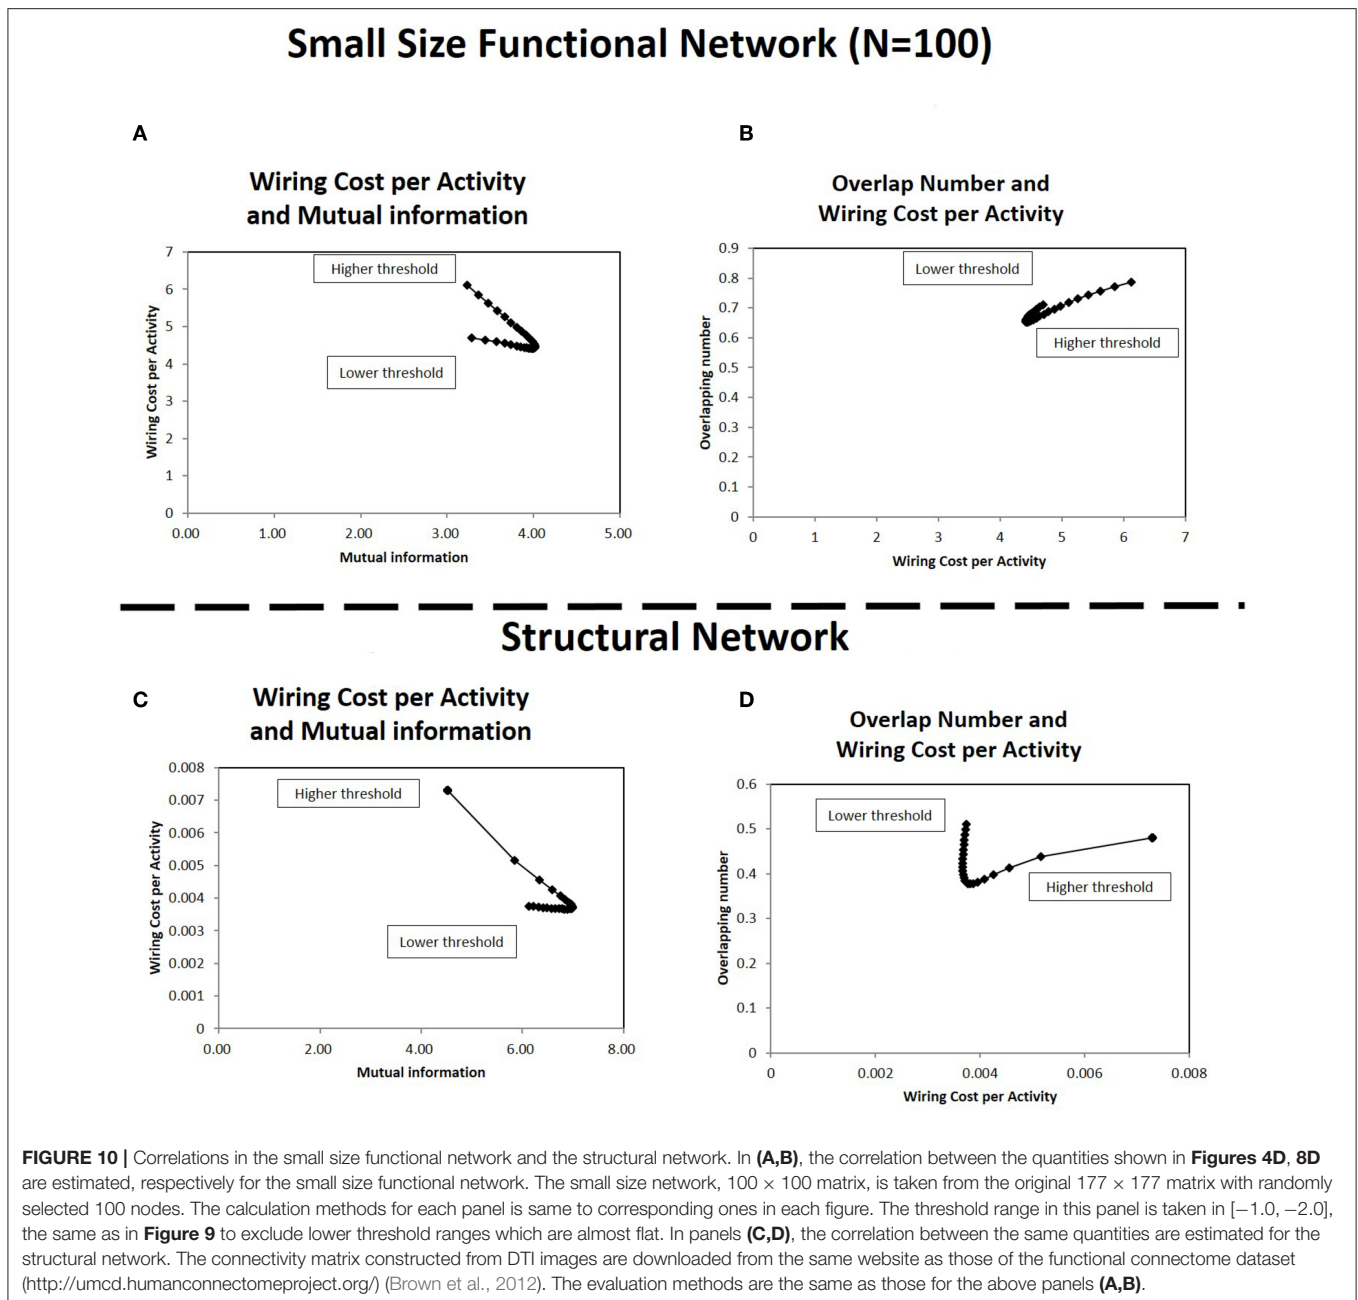 Small Size Functional Network (N=100)
A
Wiring Cost per Activity
and Mutual information
7
6
5
4
3
2
1
0
Wiring Cost per Activity
Higher threshold
Lower threshold
0.00 1.00 2.00 3.00 4.00 5.00
Mutual information
B
Overlap Number and
Wiring Cost per Activity
0.9
0.8
0.7
0.6
0.5
0.4
0.3
0.2
0.1
0
Overlapping number
Lower threshold
Higher threshold
0 1 2 3 4 5 6 7
Wiring Cost per Activity
Structural Network
C
Wiring Cost per Activity
and Mutual information
0.008
0.007
0.006
0.005
0.004
0.003
0.002
0.001
0
Wiring Cost per Activity
Higher threshold
Lower threshold
0.00 2.00 4.00 6.00 8.00
Mutual information
D
Overlap Number and
Wiring Cost per Activity
0.6
0.5
0.4
0.3
0.2
0.1
0
Overlapping number
Lower threshold
Higher threshold
0 0.002 0.004 0.006 0.008
Wiring Cost per Activity
FIGURE 10 | Correlations in the small size functional network and the structural network. In (A,B), the correlation between the quantities shown in Figures 4D, 8D
are estimated, respectively for the small size functional network. The small size network, 100 × 100 matrix, is taken from the original 177 × 177 matrix with randomly
selected 100 nodes. The calculation methods for each panel is same to corresponding ones in each figure. The threshold range in this panel is taken in [−1.0, −2.0],
the same as in Figure 9 to exclude lower threshold ranges which are almost flat. In panels (C,D), the correlation between the same quantities are estimated for the
structural network. The connectivity matrix constructed from DTI images are downloaded from the same website as those of the functional connectome dataset
(http://umcd.humanconnectomeproject.org/) (Brown et al., 2012). The evaluation methods are the same as those for the above panels (A,B).